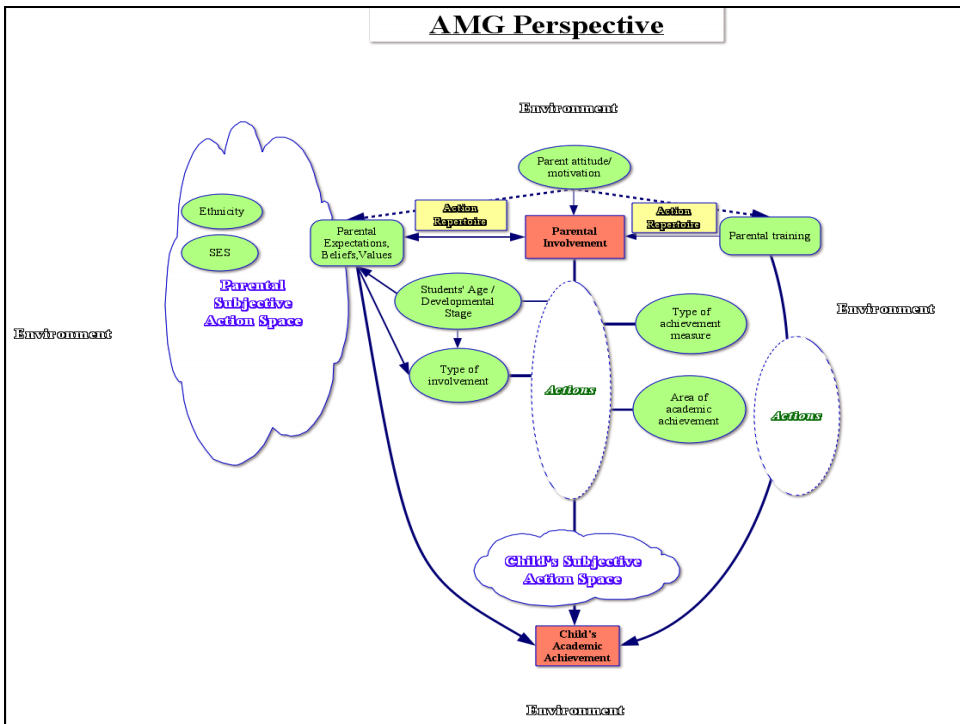 AMG Perspective
Environment
Parent attitude/
motivation
Ethnicity
SES
Parental
Subjective
Action Space
Parental
Expectations,
Beliefs,Values
Action
Repertoire
Parental
Involvement
Action
Repertoire
Parental training
Environment
Environment
Students' Age /
Developmental
Stage
Type of
involvement
Type of
achievement
measure
Actions
Area of
academic
achievement
Actions
Child's Subjective
Action Space
Child's
Academic
Achievement
Environment